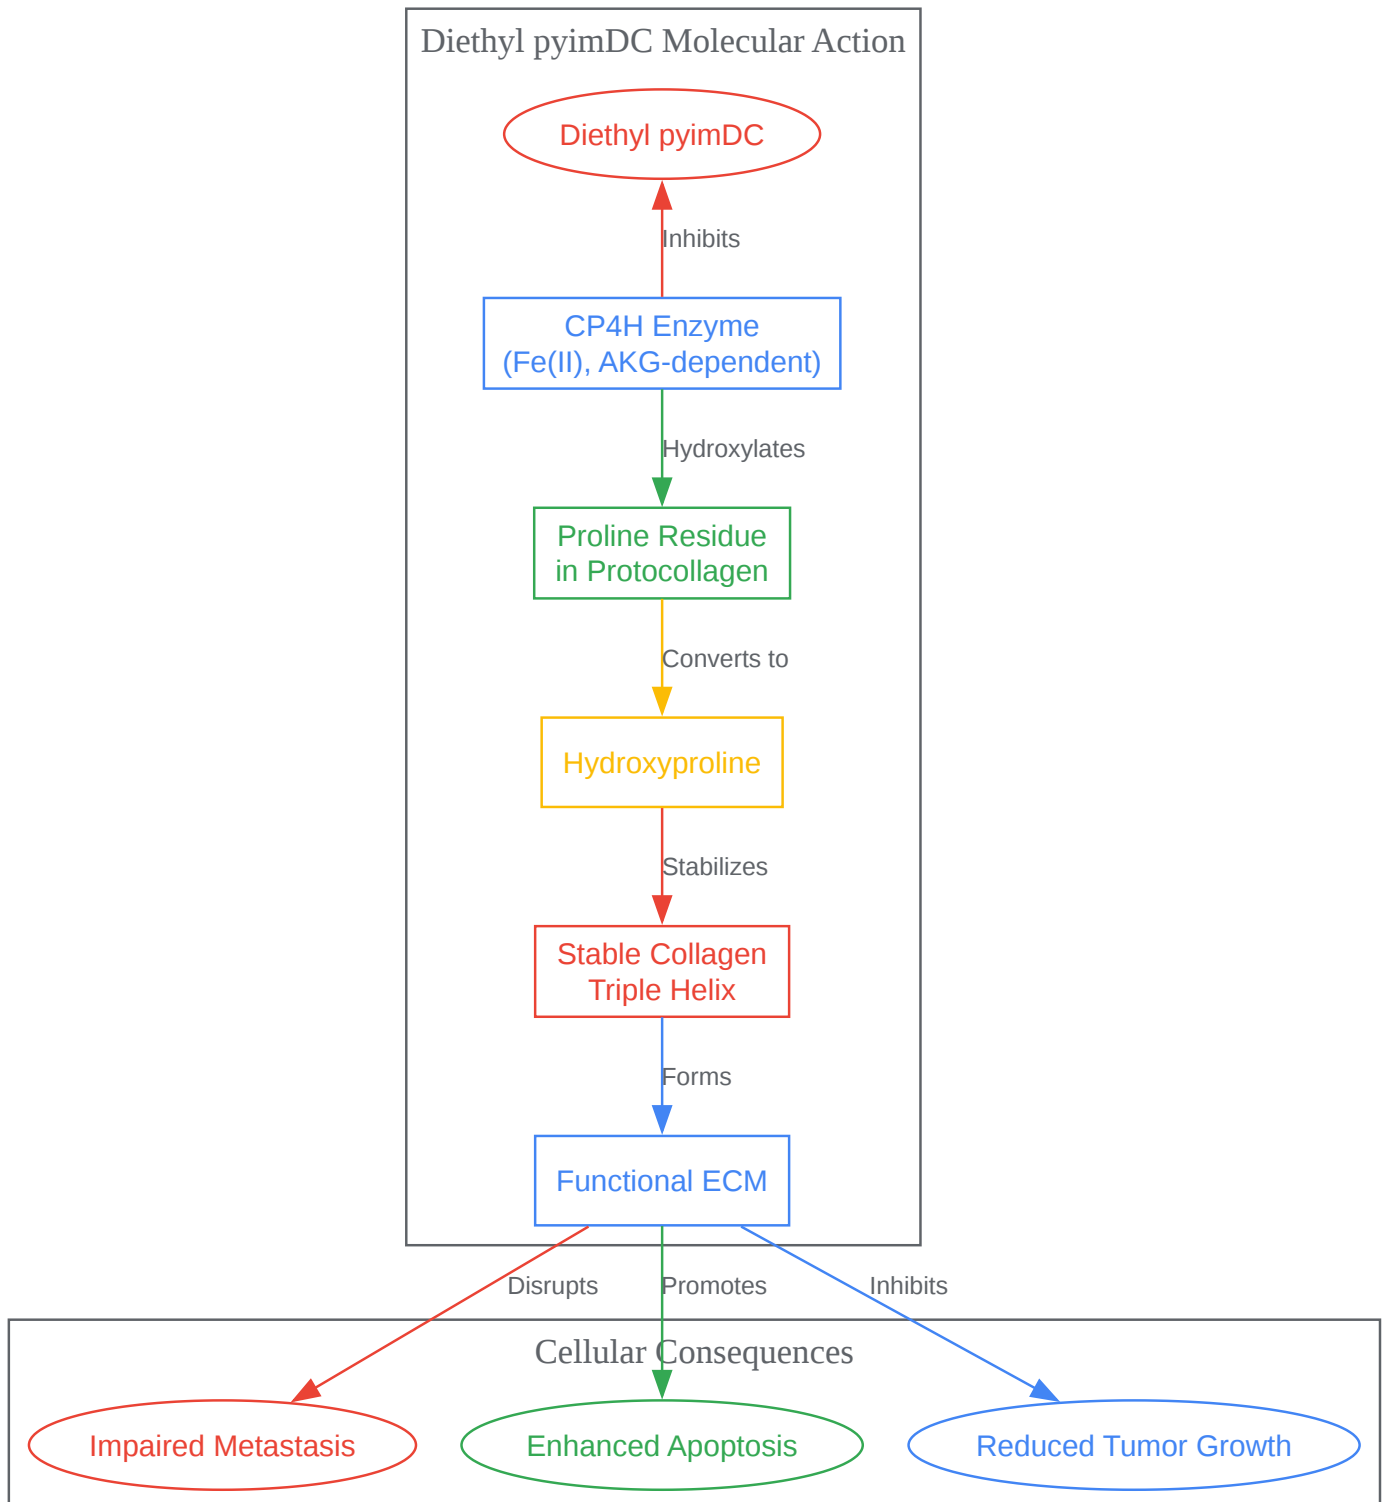 Diethyl pyimDC Molecular Action
Diethyl pyimDC
Inhibits
CP4H Enzyme
(Fe(II), AKG-dependent)
Hydroxylates
Proline Residue
in Protocollagen
Converts to
Hydroxyproline
Stabilizes
Stable Collagen
Triple Helix
Forms
Functional ECM
Disrupts
Promotes
Inhibits
Cellular Consequences
Impaired Metastasis
Enhanced Apoptosis
Reduced Tumor Growth